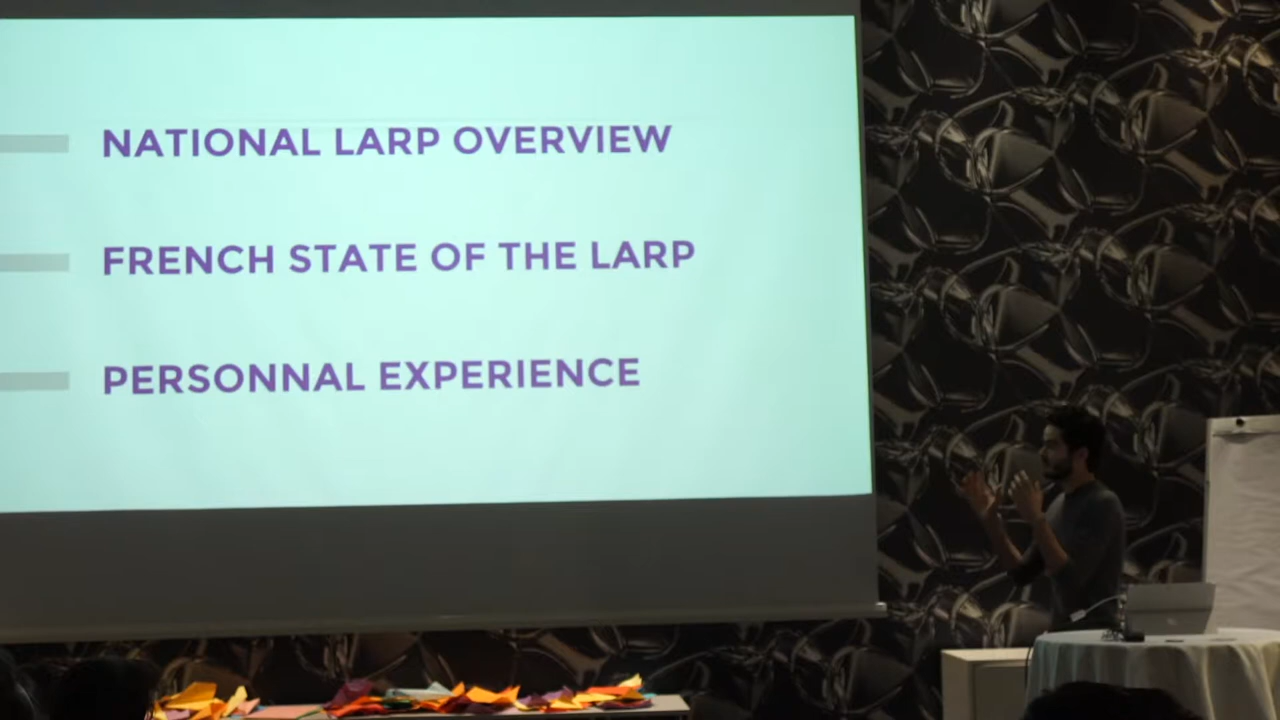 NATIONAL LARP OVERVIEW
FRENCH STATE OF THE LARP
PERSONNAL EXPERIENCE